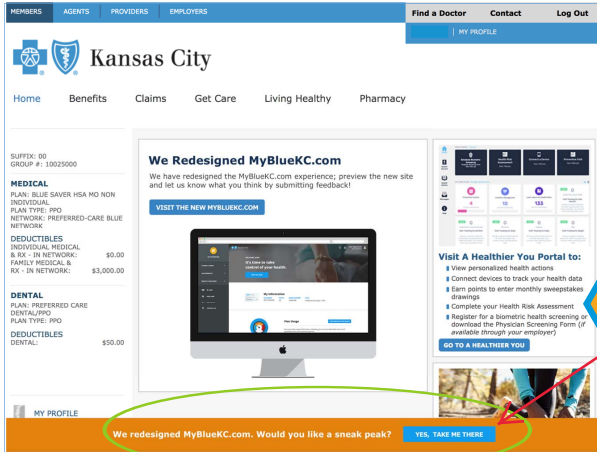 MEMBERS AGENTS PROVIDERS EMPLOYERS
Find a Doctor Contact Log Out
| MY PROFILE
Kansas City
Home Benefits Claims Get Care Living Healthy Pharmacy
SUFFIX: 00
GROUP #: 10025000
MEDICAL
PLAN: BLUE SAVER HSA MO NON
INDIVIDUAL
PLAN TYPE: PPO
NETWORK: PREFERRED-CARE BLUE
NETWORK
DEDUCTIBLES
INDIVIDUAL MEDICAL
& RX - IN NETWORK: $0.00
FAMILY MEDICAL &
RX - IN NETWORK: $3,000.00
DENTAL
PLAN: PREFERRED CARE
DENTAL/PPO
PLAN TYPE: PPO
DEDUCTIBLES
DENTAL: $50.00
MY PROFILE
We Redesigned MyBlueKC.com
We have redesigned the MyBlueKC.com experience; preview the new site
and let us know what you think by submitting feedback!
VISIT THE NEW MYBLUEKC.COM
It's time to take
control of your health.
My Information
Plan Usage
Visit A Healthier You Portal to:
View personalized health actions
Connect devices to track your health data
Earn points to enter monthly sweepstakes
drawings
Complete your Health Risk Assessment
Register for a biometric health screening or
download the Physician Screening Form (if
available through your employer)
GO TO A HEALTHIER YOU
We redesigned MyBlueKC.com. Would you like a sneak peak? YES, TAKE ME THERE